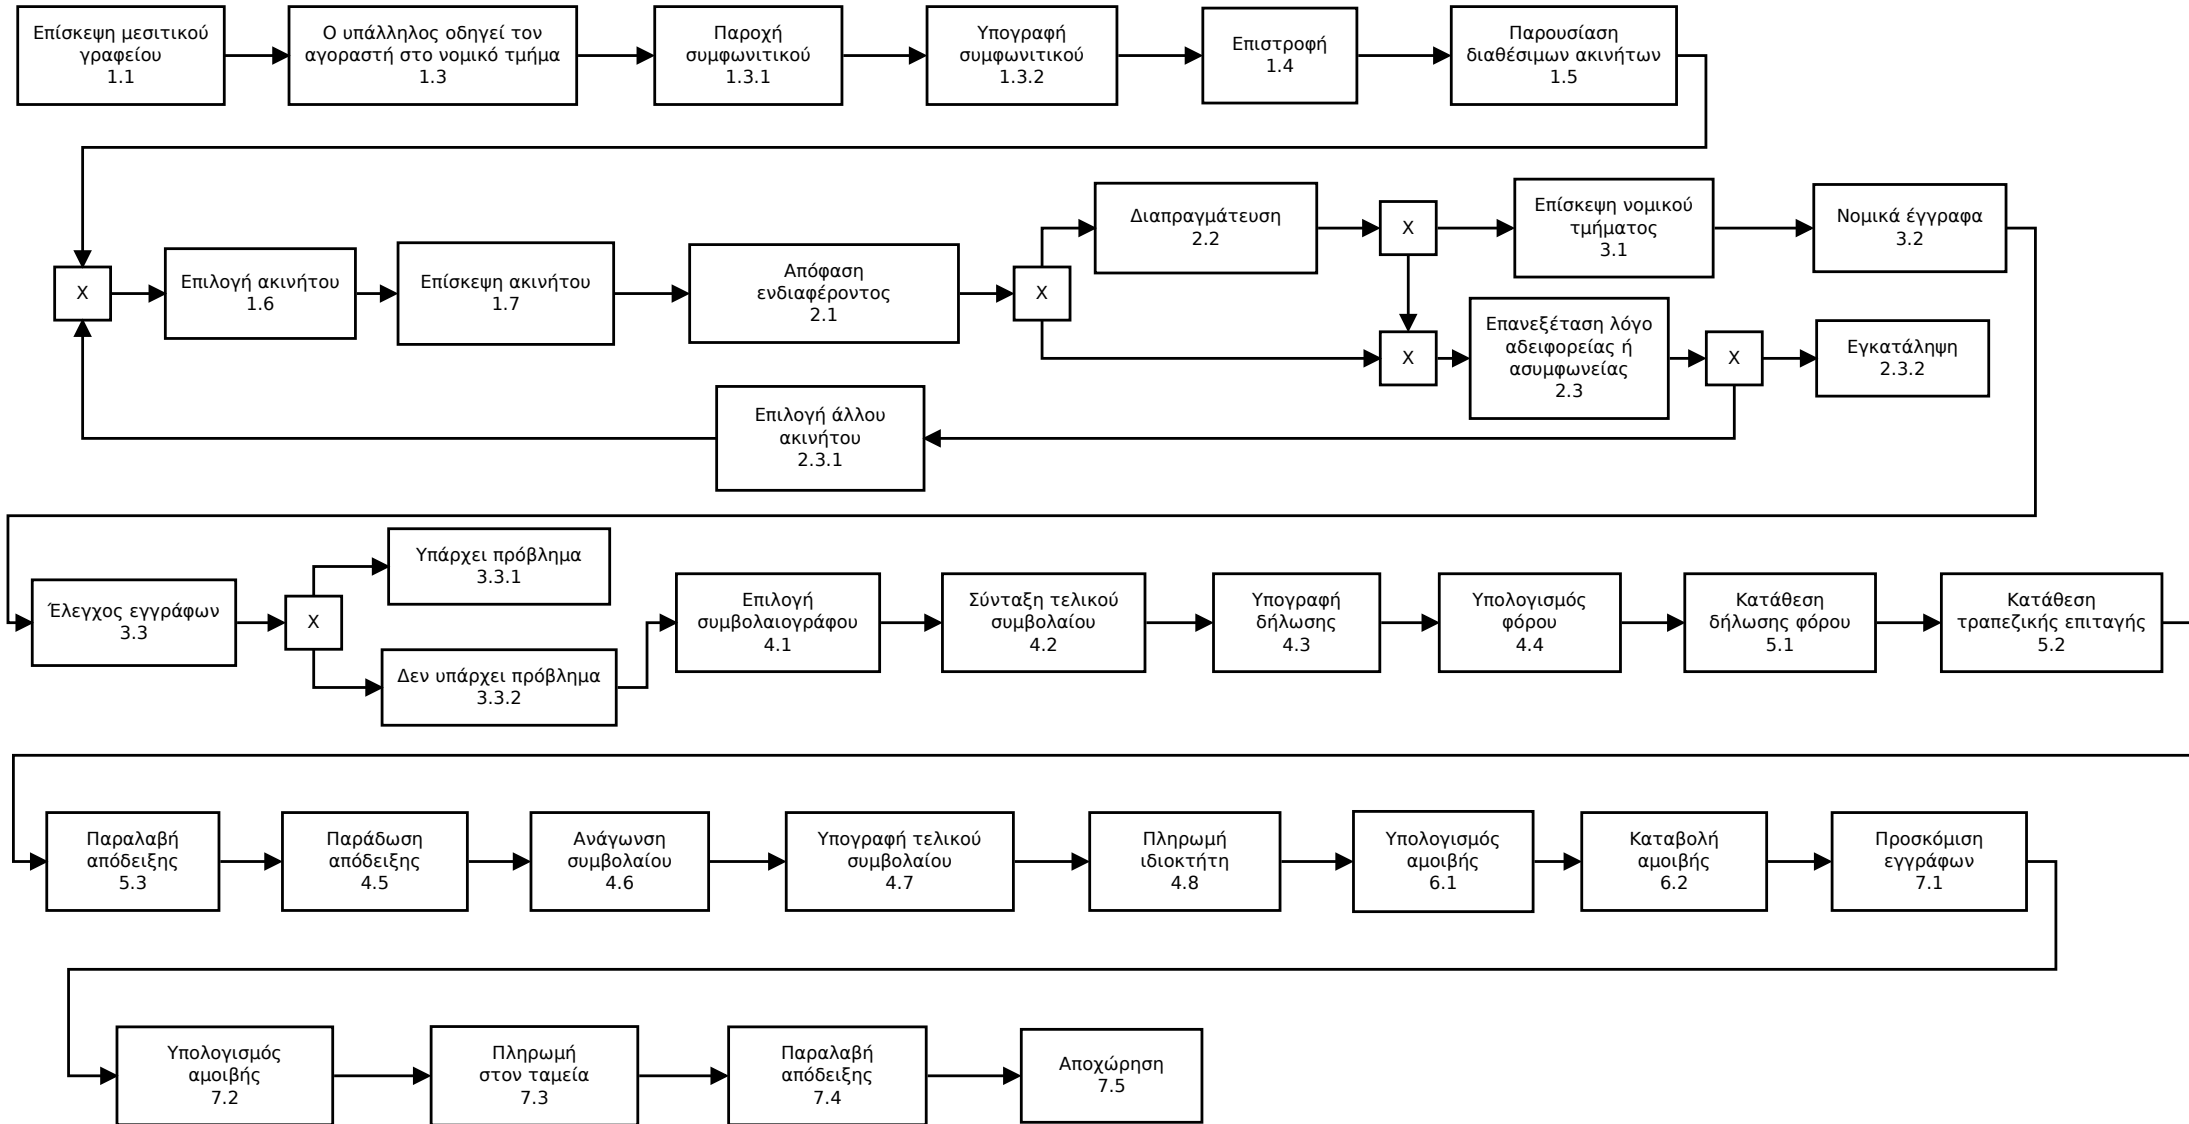 Επίσκεψη μεσιτικού
γραφείου
1.1
Ο υπάλληλος οδηγεί τον
αγοραστή στο νομικό τμήμα
1.3
Παροχή
συμφωνιτικού
1.3.1
Υπογραφή
συμφωνιτικού
1.3.2
Επιστροφή
1.4
Παρουσίαση
διαθέσιμων ακινήτων
1.5
X
Επιλογή ακινήτου
1.6
Επίσκεψη ακινήτου
1.7
Απόφαση
ενδιαφέροντος
2.1
X
Διαπραγμάτευση
2.2
X
Επίσκεψη νομικού
τμήματος
3.1
Νομικά έγγραφα
3.2
X
Επανεξέταση λόγο
αδειφορείας ή
ασυμφωνείας
2.3
X
Εγκατάληψη
2.3.2
Επιλογή άλλου
ακινήτου
2.3.1
Έλεγχος εγγράφων
3.3
X
Υπάρχει πρόβλημα
3.3.1
Δεν υπάρχει πρόβλημα
3.3.2
Επιλογή
συμβολαιογράφου
4.1
Σύνταξη τελικού
συμβολαίου
4.2
Υπογραφή
δήλωσης
4.3
Υπολογισμός
φόρου
4.4
Κατάθεση
δήλωσης φόρου
5.1
Κατάθεση
τραπεζικής επιταγής
5.2
Παραλαβή
απόδειξης
5.3
Παράδωση
απόδειξης
4.5
Ανάγωνση
συμβολαίου
4.6
Υπογραφή τελικού
συμβολαίου
4.7
Πληρωμή
ιδιοκτήτη
4.8
Υπολογισμός
αμοιβής
6.1
Καταβολή
αμοιβής
6.2
Προσκόμιση
εγγράφων
7.1
Υπολογισμός
αμοιβής
7.2
Πληρωμή
στον ταμεία
7.3
Παραλαβή
απόδειξης
7.4
Αποχώρηση
7.5